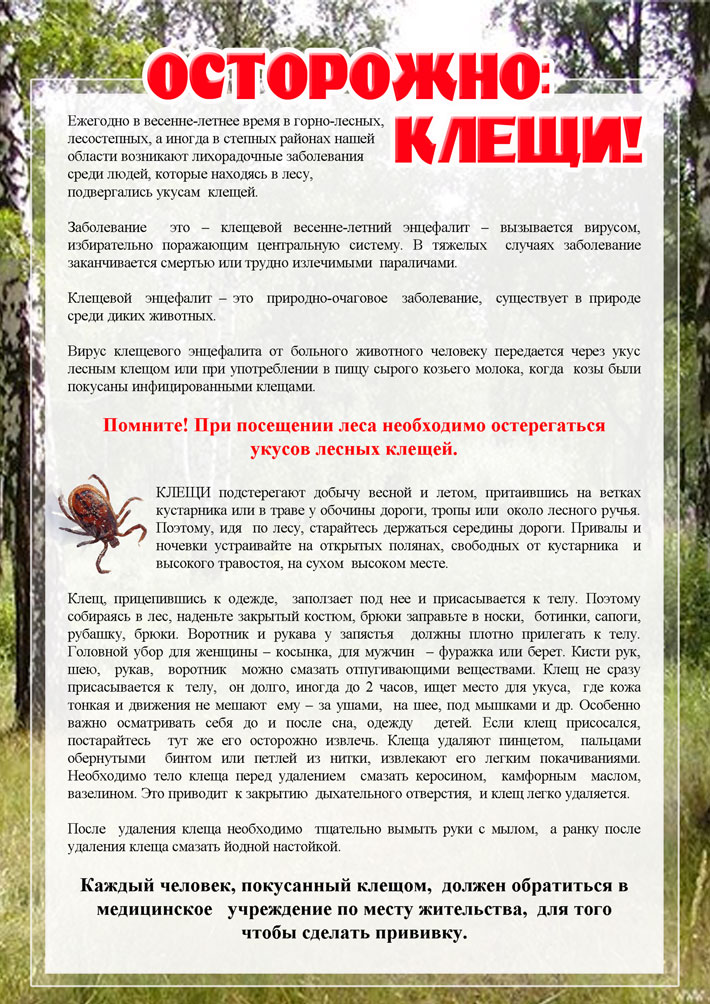 ОСТОРОЖНО:
КЛЕЩИ!
Ежегодно в весенне-летнее время в горно-лесных,
лесостепных, а иногда в степных районах нашей
области возникают лихорадочные заболевания
среди людей, которые находясь в лесу,
подвергались укусам клещей.
Заболевание это – клещевой весенне-летний энцефалит – вызывается вирусом,
избирательно поражающим центральную систему. В тяжелых случаях заболевание
заканчивается смертью или трудно излечимыми параличами.
Клещевой энцефалит – это природно-очаговое заболевание, существует в природе
среди диких животных.
Вирус клещевого энцефалита от больного животного человеку передается через укус
лесным клещом или при употреблении в пищу сырого козьего молока, когда козы были
покусаны инфицированными клещами.
Помните! При посещении леса необходимо остерегаться
укусов лесных клещей.
КЛЕЩИ подстерегают добычу весной и летом, притаившись на ветках
кустарника или в траве у обочины дороги, тропы или около лесного ручья.
Поэтому, идя по лесу, старайтесь держаться середины дороги. Привалы и
ночевки устраивайте на открытых полянах, свободных от кустарника и
высокого травостоя, на сухом высоком месте.
Клещ, прицепившись к одежде, заползает под нее и присасывается к телу. Поэтому
собираясь в лес, наденьте закрытый костюм, брюки заправьте в носки, ботинки, сапоги,
рубашку, брюки. Воротник и рукава у запястья должны плотно прилегать к телу.
Головной убор для женщины – косынка, для мужчин – фуражка или берет. Кисти рук,
шею, рукав, воротник можно смазать отпугивающими веществами. Клещ не сразу
присасывается к телу, он долго, иногда до 2 часов, ищет место для укуса, где кожа
тонкая и движения не мешают ему – за ушами, на шее, под мышками и др. Особенно
важно осматривать себя до и после сна, одежду детей. Если клещ присосался,
постарайтесь тут же его осторожно извлечь. Клеща удаляют пинцетом, пальцами
обернутыми бинтом или петлей из нитки, извлекают его легким покачиваниями.
Необходимо тело клеща перед удалением смазать керосином, камфорным маслом,
вазелином. Это приводит к закрытию дыхательного отверстия, и клещ легко удаляется.
После удаления клеща необходимо тщательно вымыть руки с мылом, а ранку после
удаления клеща смазать йодной настойкой.
Каждый человек, покусанный клещом, должен обратиться в
медицинское учреждение по месту жительства, для того
чтобы сделать прививку.